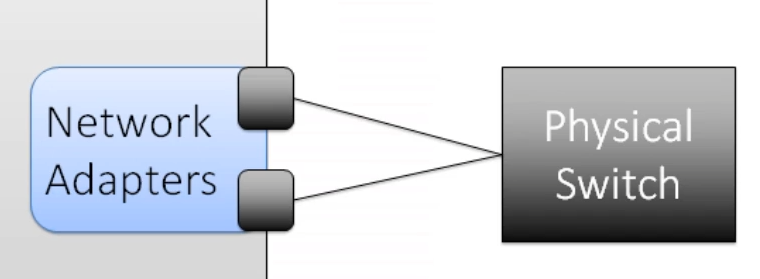 Network
Adapters
Physical
Switch